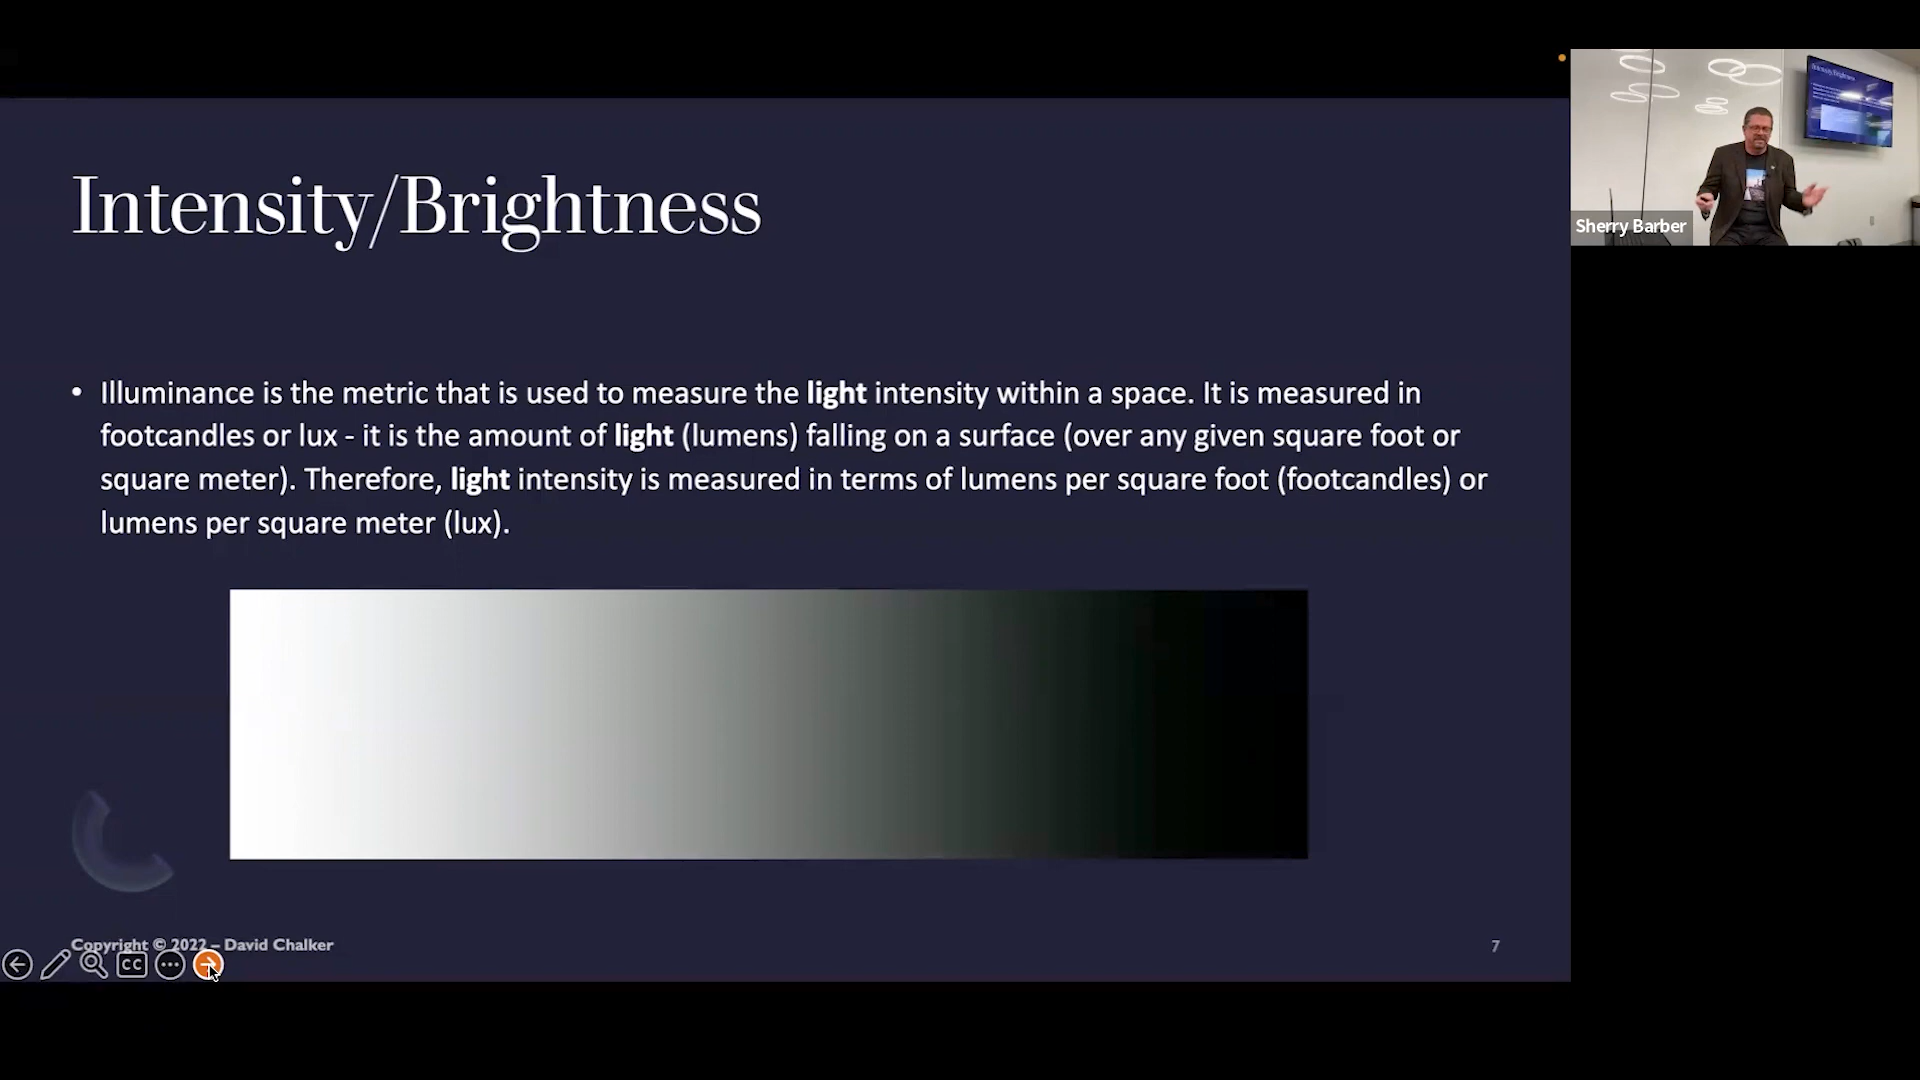 Intensity/Brightness
Sherry Barber
• Illuminance is the metric that is used to measure the light intensity within a space. It is measured in
footcandles or lux - it is the amount of light (lumens) falling on a surface (over any given square foot or
square meter). Therefore, light intensity is measured in terms of lumens per square foot (footcandles) or
lumens per square meter (lux).
Copyright © 2022 – David Chalker
7
CC